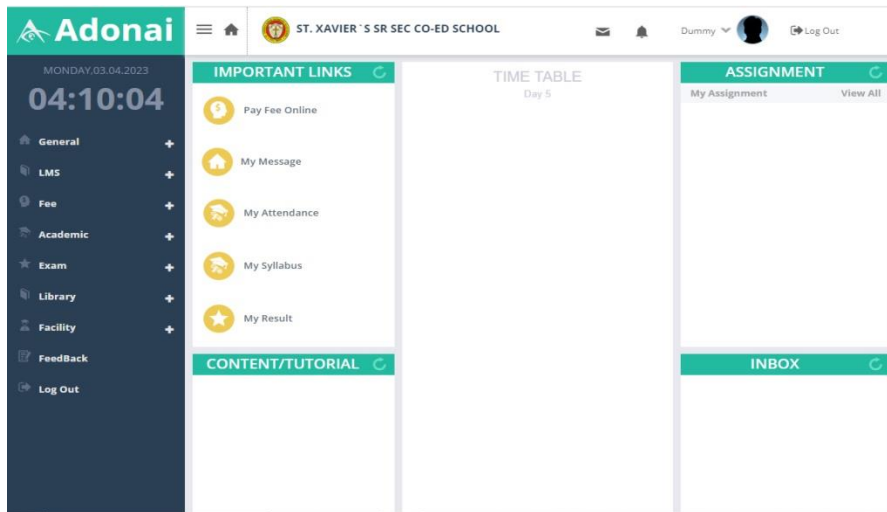 Adonai
ST. XAVIER`S SR SEC CO-ED SCHOOL
Dummy
Log Out
MONDAY,03.04.2023
04:10:04
General
LMS
Fee
Academic
Exam
Library
Facility
FeedBack
Log Out
IMPORTANT LINKS
Pay Fee Online
My Message
My Attendance
My Syllabus
My Result
CONTENT/TUTORIAL
TIME TABLE
Day 5
ASSIGNMENT
My Assignment View All
INBOX